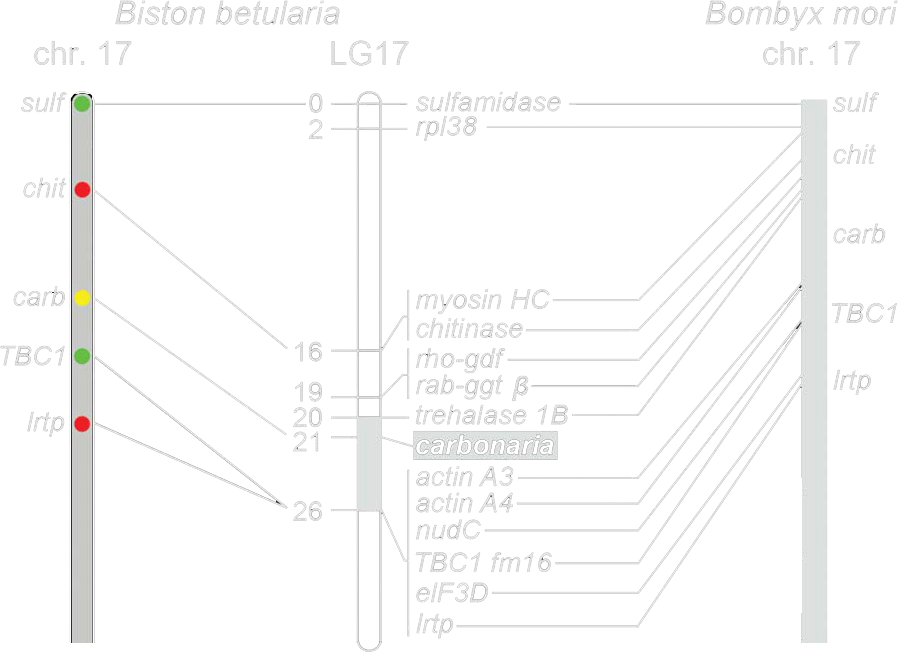 Biston betularia
Bombyx mori
chr. 17
LG17
chr. 17
sulf
0
sulfamidase
sulf
2
rpl38
chit
chit
carb
carb
myosin HC
TBC1
chitinase
TBC1
16
rho-gdf
19
rab-ggt β
lrtp
lrtp
20
trehalase 1B
21
carbonaria
actin A3
actin A4
26
nudC
TBC1 fm16
eIF3D
lrtp